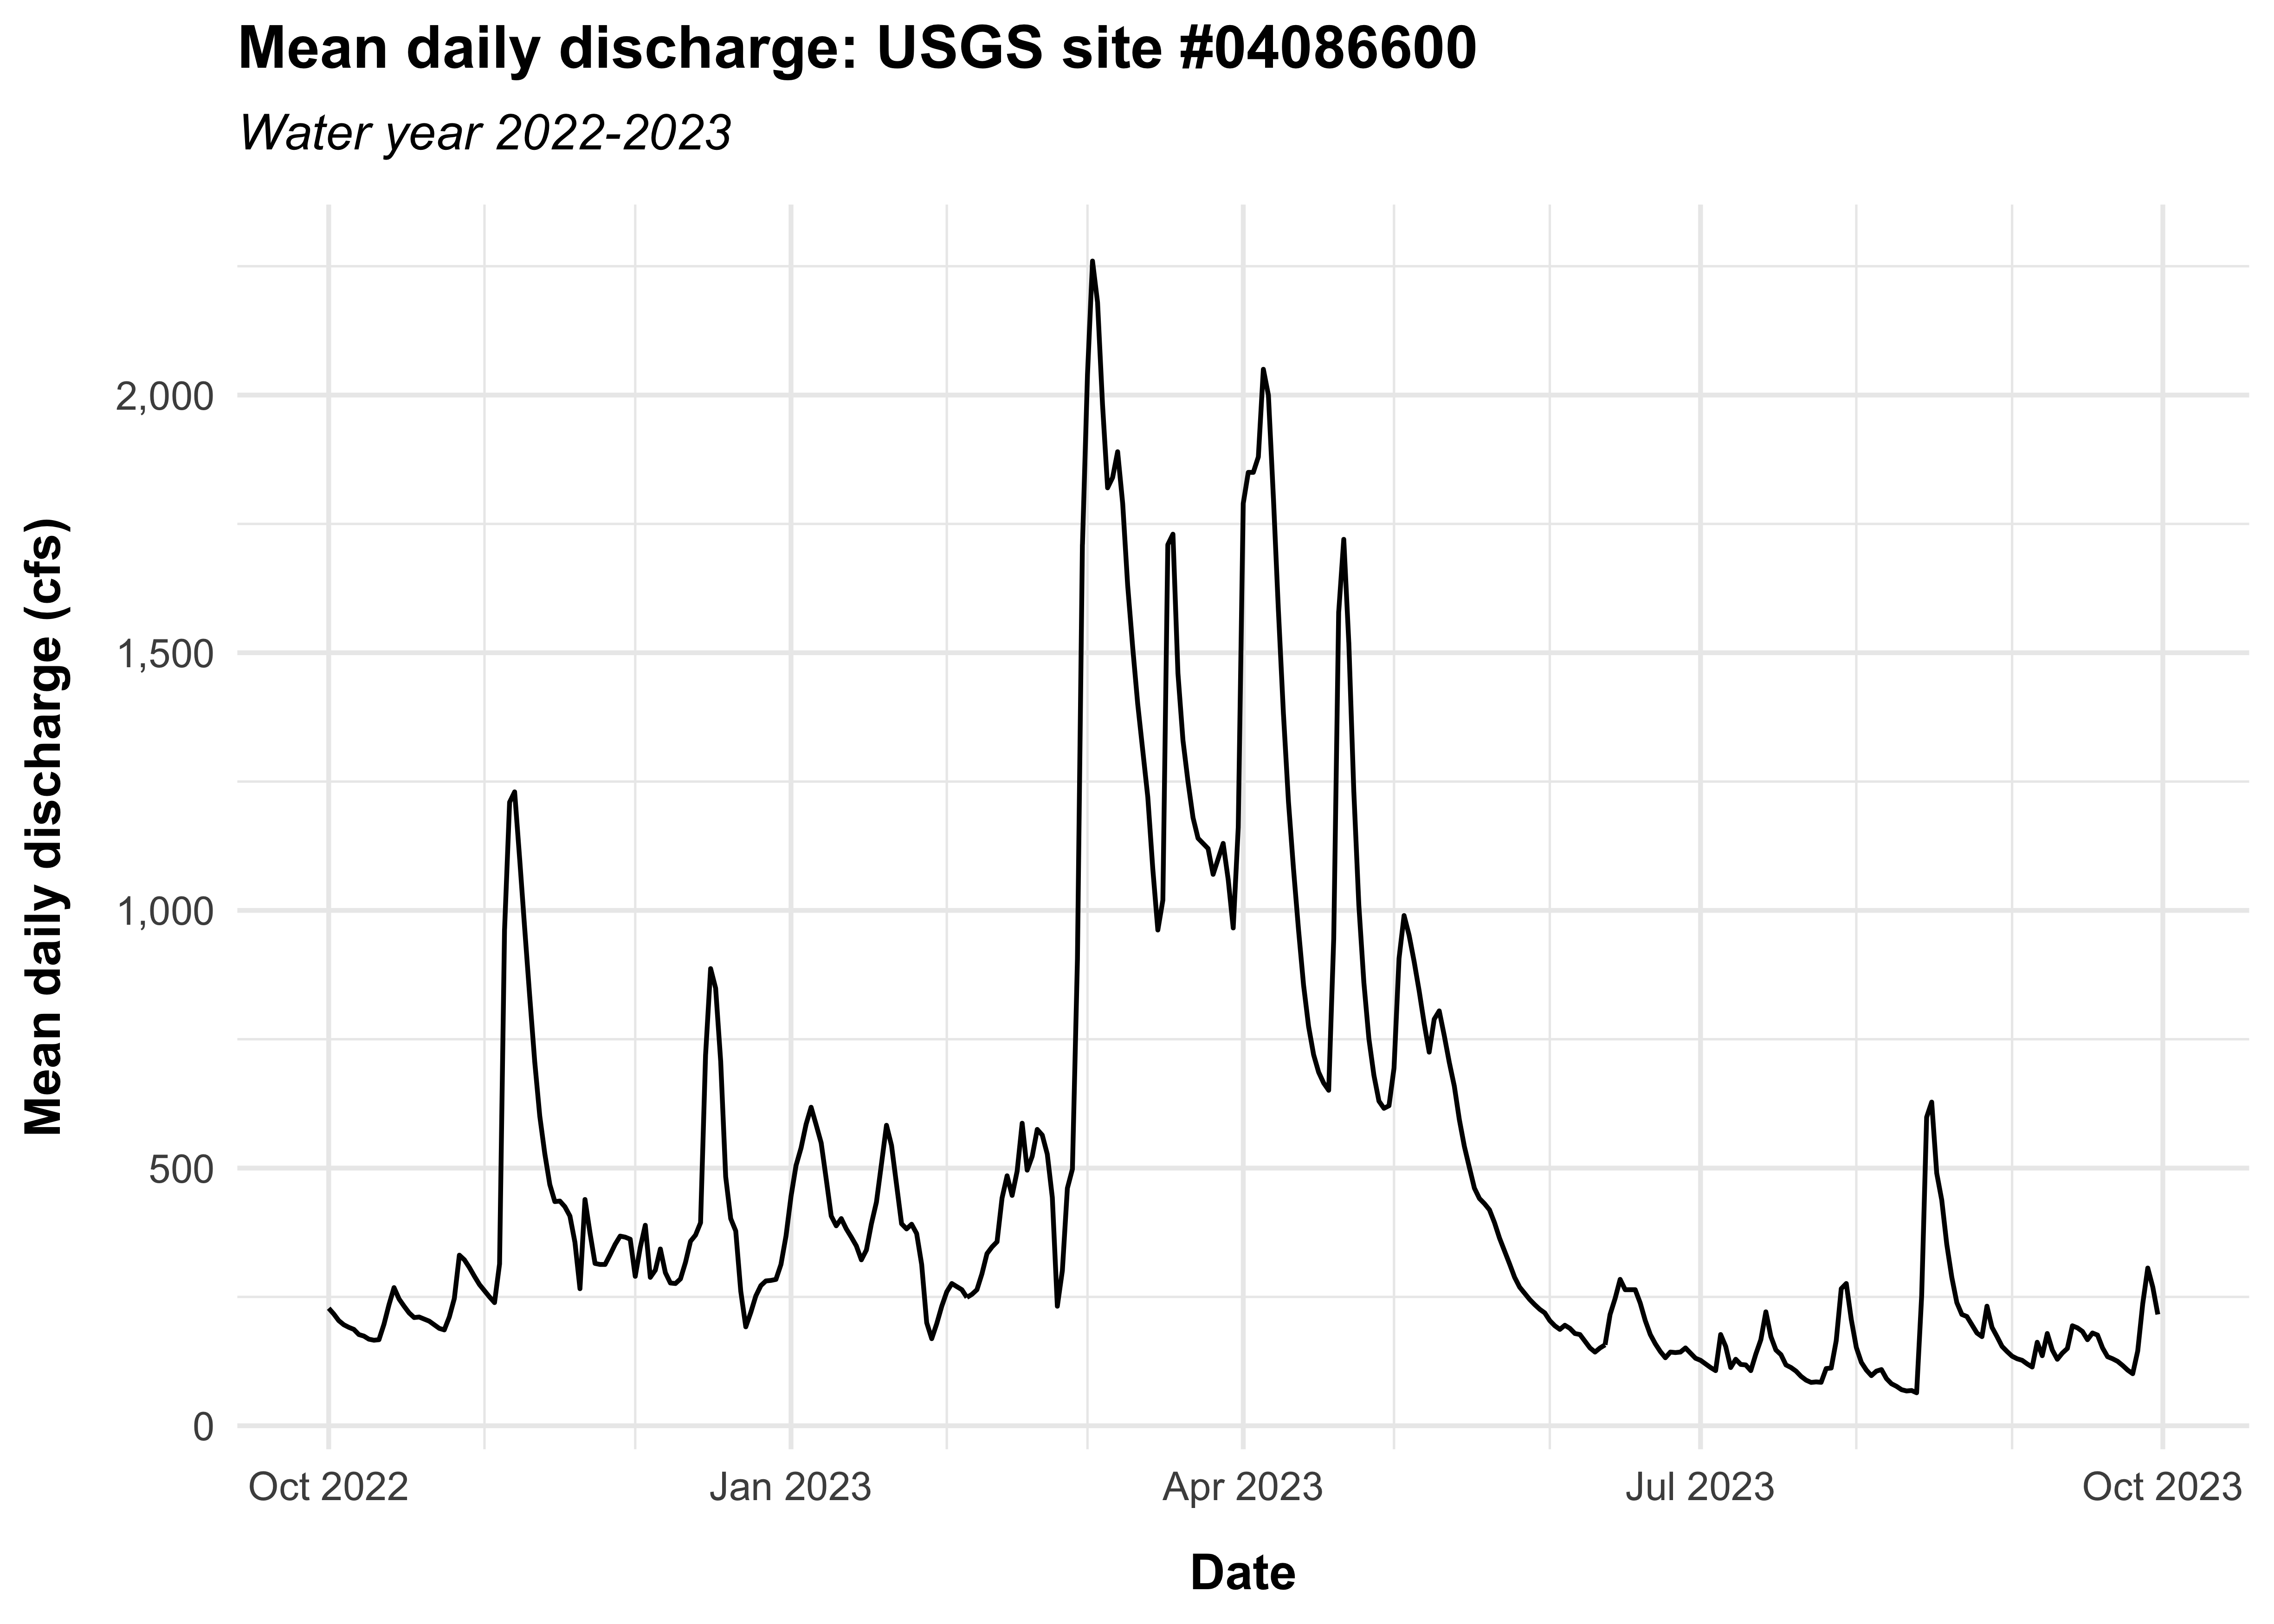 Mean daily discharge: USGS site #04086600
Water year 2022-2023
Mean daily discharge (cfs)
2,000
1,500
1,000
500
0
Oct 2022
Jan 2023
Apr 2023
Jul 2023
Oct 2023
Date